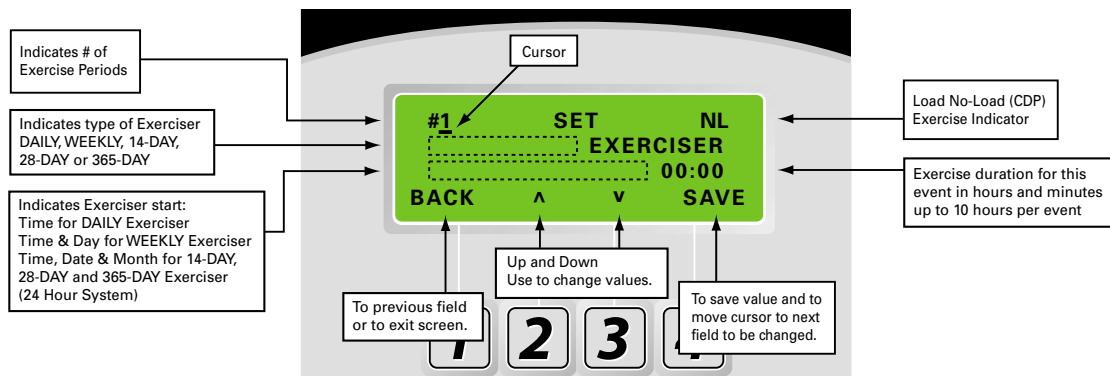 Indicates # of
Exercise Periods
Cursor
Indicates type of Exerciser
DAILY, WEEKLY, 14-DAY,
28-DAY or 365-DAY
Indicates Exerciser start:
Time for DAILY Exerciser
Time & Day for WEEKLY Exerciser
Time, Date & Month for 14-DAY,
28-DAY and 365-DAY Exerciser
(24 Hour System)
#1 SET NL
EXERCISER
00:00
BACK ʌ v SAVE
Load No-Load (CDP)
Exercise Indicator
Exercise duration for this
event in hours and minutes
up to 10 hours per event
To previous field
or to exit screen.
Up and Down
Use to change values.
To save value and to
move cursor to next
field to be changed.
1 2 3 4